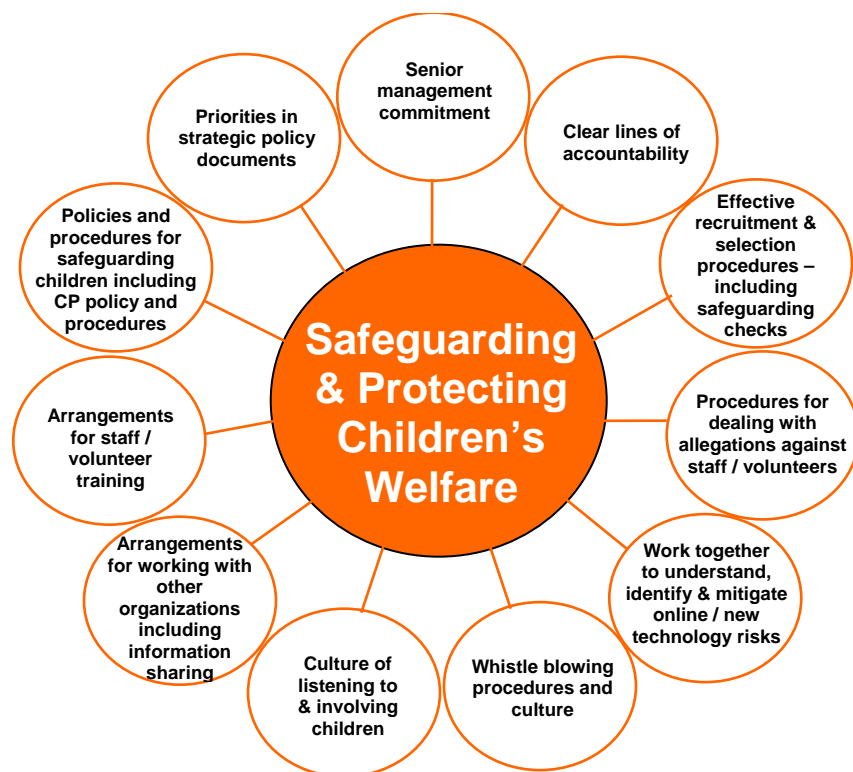 Senior
management
commitment
Clear lines of
accountability
Effective
recruitment &
selection
procedures –
including
safeguarding
checks
Procedures for
dealing with
allegations against
staff / volunteers
Work together
to understand,
identify & mitigate
online / new
technology risks
Whistle blowing
procedures and
culture
Culture of
listening to
& involving
children
Arrangements
for working with
other
organizations
including
information
sharing
Arrangements
for staff /
volunteer
training
Policies and
procedures for
safeguarding
children including
CP policy and
procedures
Priorities in
strategic policy
documents
Safeguarding
& Protecting
Children’s
Welfare